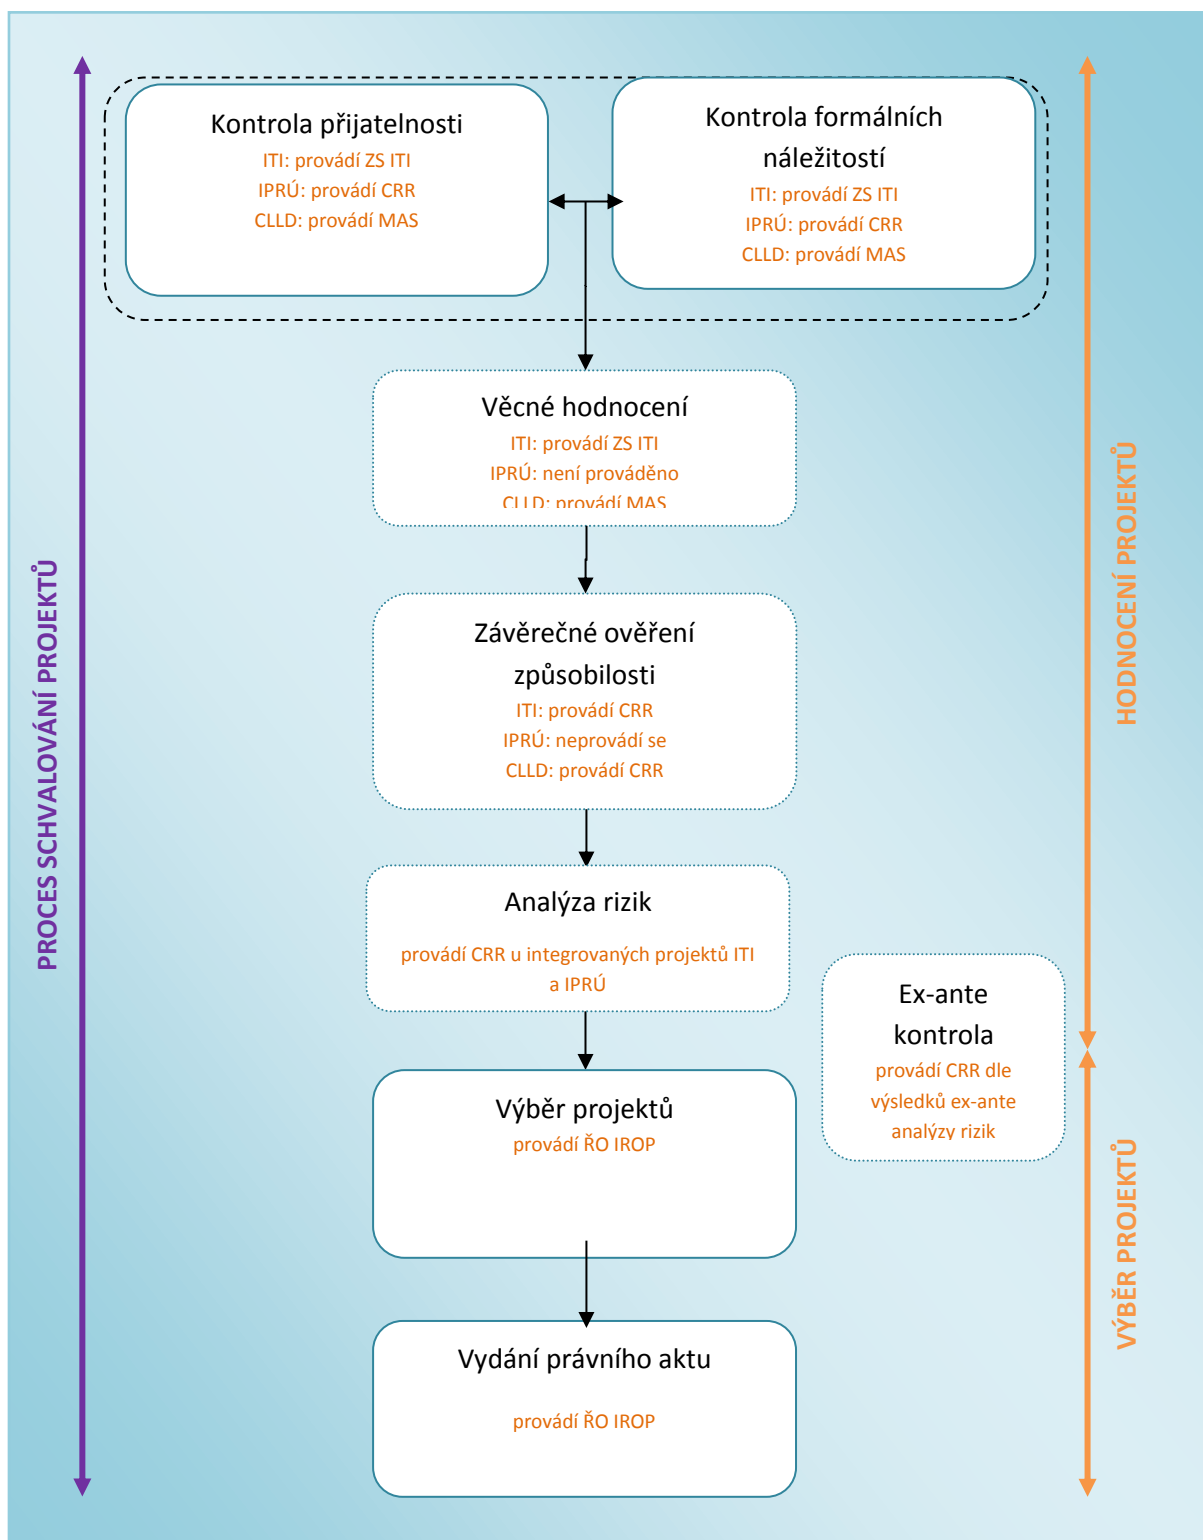 Kontrola přijatelnosti
ITI: provádí ZS ITI
IPRÚ: provádí CRR
CLLD: provádí MAS
Kontrola formálních
náležitostí
ITI: provádí ZS ITI
IPRÚ: provádí CRR
CLLD: provádí MAS
Věcné hodnocení
ITI: provádí ZS ITI
IPRÚ: není prováděno
CLLD: provádí MAS
Závěrečné ověření
způsobilosti
ITI: provádí CRR
IPRÚ: neprovádí se
CLLD: provádí CRR
Analýza rizik
provádí CRR u integrovaných projektů ITI
a IPRÚ
Ex-ante
kontrola
provádí CRR dle
výsledků ex-ante
analýzy rizik
Výběr projektů
provádí ŘO IROP
Vydání právního aktu
provádí ŘO IROP
PROCES SCHVALOVÁNÍ PROJEKTŮ
HODNOCENÍ PROJEKTŮ
VÝBĚR PROJEKTŮ